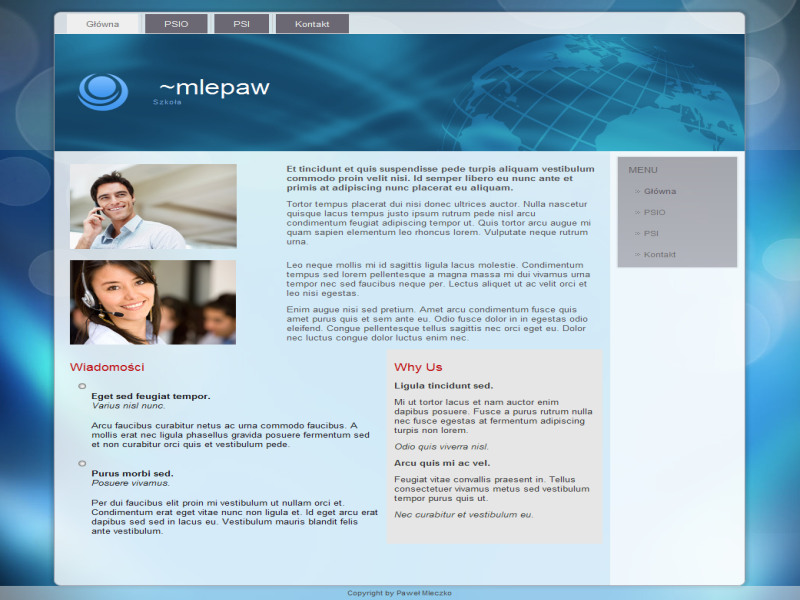 Główna PSIO PSI Kontakt
~mlepaw
Szkoła
Et tincidunt et quis suspendisse pede turpis aliquam vestibulum
commodo proin velit nisi. Id semper libero eu nunc ante et
primis at adipiscing nunc placerat eu aliquam.
Tortor tempus placerat dui nisi donec ultrices auctor. Nulla nascetur
quisque lacus tempus justo ipsum rutrum pede nisl arcu
condimentum feugiat adipiscing tempor ut. Quis tortor arcu augue mi
quam sapien elementum leo rhoncus lorem. Vulputate neque rutrum
urna.
Leo neque mollis mi id sagittis ligula lacus molestie. Condimentum
tempus sed lorem pellentesque a magna massa mi dui vivamus urna
tempor nec sed faucibus neque per. Lectus aliquet ut ac velit orci et
leo nisi egestas.
Enim augue nisi sed pretium. Amet arcu condimentum fusce quis
amet purus quis et sem ante eu. Odio fusce dolor in in egestas odio
eleifend. Congue pellentesque tellus sagittis nec orci eget eu. Dolor
nec luctus congue dolor luctus enim nec.
MENU
» Główna
» PSIO
» PSI
» Kontakt
Wiadomości
Eget sed feugiat tempor.
Varius nisl nunc.
Arcu faucibus curabitur netus ac urna commodo faucibus. A
mollis erat nec ligula phasellus gravida posuere fermentum sed
et non curabitur orci quis et vestibulum pede.
Purus morbi sed.
Posuere vivamus.
Per dui faucibus elit proin mi vestibulum ut nullam orci et.
Condimentum erat eget vitae nunc non ligula et. Id eget arcu erat
dapibus sed sed in lacus eu. Vestibulum mauris blandit felis
ante vestibulum.
Why Us
Ligula tincidunt sed.
Mi ut tortor lacus et nam auctor enim
dapibus posuere. Fusce a purus rutrum nulla
nec fusce egestas at fermentum adipiscing
turpis non lorem.
Odio quis viverra nisl.
Arcu quis mi ac vel.
Feugiat vitae convallis praesent in. Tellus
consectetuer vivamus metus sed vestibulum
tempor purus quis ut.
Nec curabitur et vestibulum eu.
Copyright by Paweł Mleczko